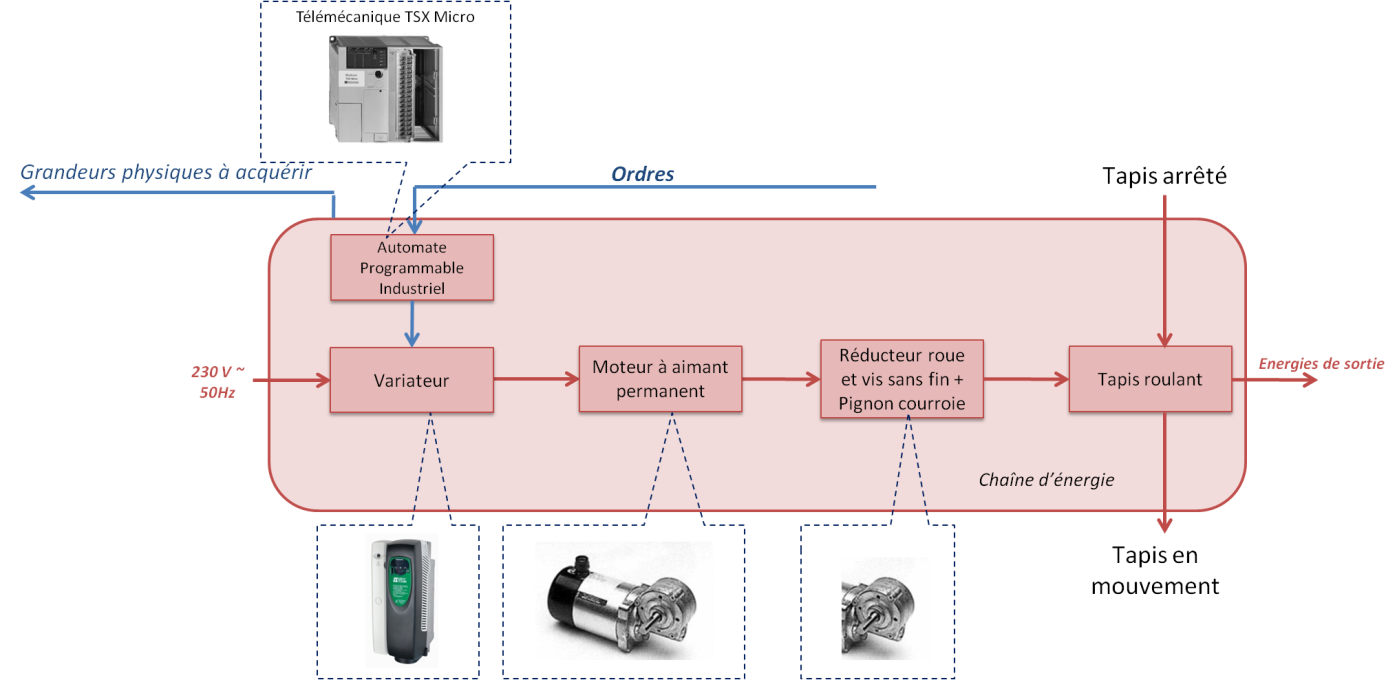 Télémécanique TSX Micro
Grandeurs physiques à acquérir
Ordres
Tapis arrêté
Automate
Programmable
Industriel
230 V ~
50Hz
Variateur
Moteur à aimant
permanent
Réducteur roue
et vis sans fin +
Pignon courroie
Tapis roulant
Energies de sortie
Chaîne d’énergie
Tapis en
mouvement